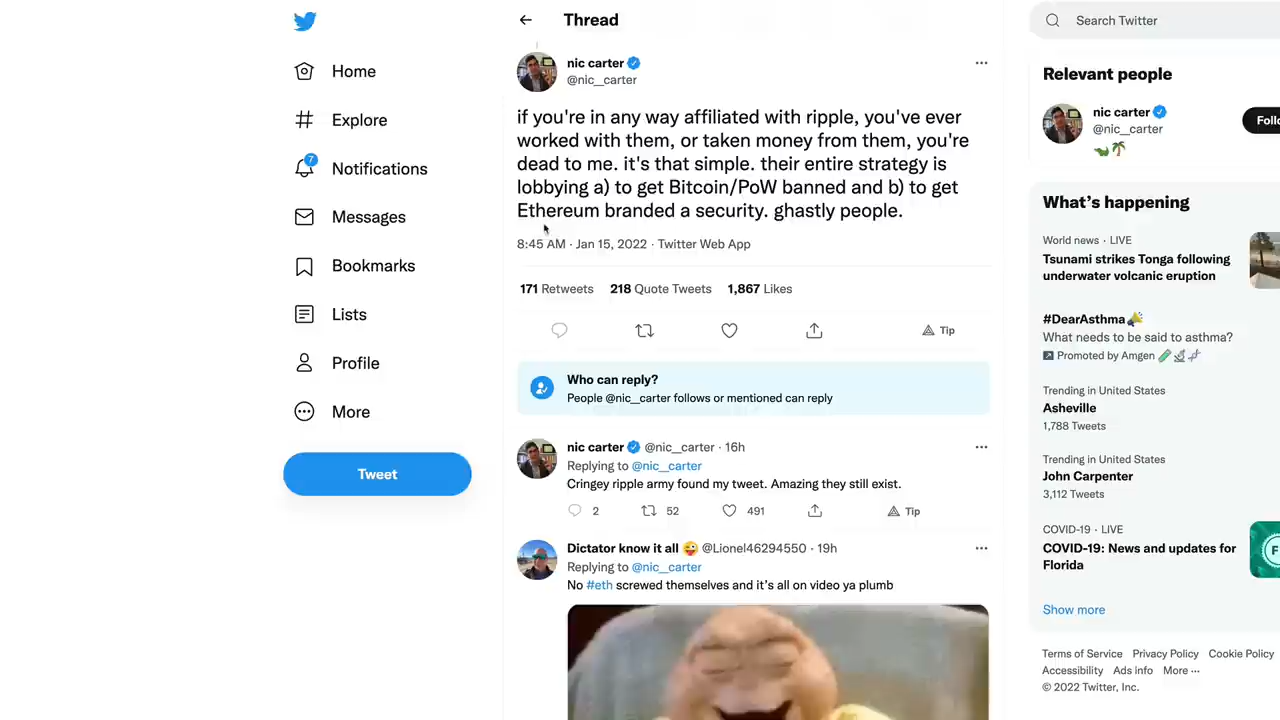 Thread
Search Twitter
Home
Explore
7
Notifications
Messages
Bookmarks
Lists
Profile
More
Tweet
nic carter
@nic__carter
if you're in any way affiliated with ripple, you've ever
worked with them, or taken money from them, you're
dead to me. it's that simple. their entire strategy is
lobbying a) to get Bitcoin/PoW banned and b) to get
Ethereum branded a security. ghastly people.
8:45 AM · Jan 15, 2022 · Twitter Web App
171 Retweets 218 Quote Tweets 1,867 Likes
Tip
Who can reply?
People @nic__carter follows or mentioned can reply
nic carter @nic__carter · 16h
Replying to @nic__carter
Cringey ripple army found my tweet. Amazing they still exist.
2 52 491 Tip
Dictator know it all 😜 @Lionel46294550 · 19h
Replying to @nic__carter
No #eth screwed themselves and it's all on video ya plumb
Relevant people
nic carter
@nic__carter
🐊🌴
Follo
What's happening
World news · LIVE
Tsunami strikes Tonga following
underwater volcanic eruption
#DearAsthma📣
What needs to be said to asthma?
Promoted by Amgen 🧪🔬🧬
Trending in United States
Asheville
1,788 Tweets
Trending in United States
John Carpenter
3,112 Tweets
COVID-19 · LIVE
COVID-19: News and updates for
Florida
F
Show more
Terms of Service Privacy Policy Cookie Policy
Accessibility Ads info More ···
© 2022 Twitter, Inc.